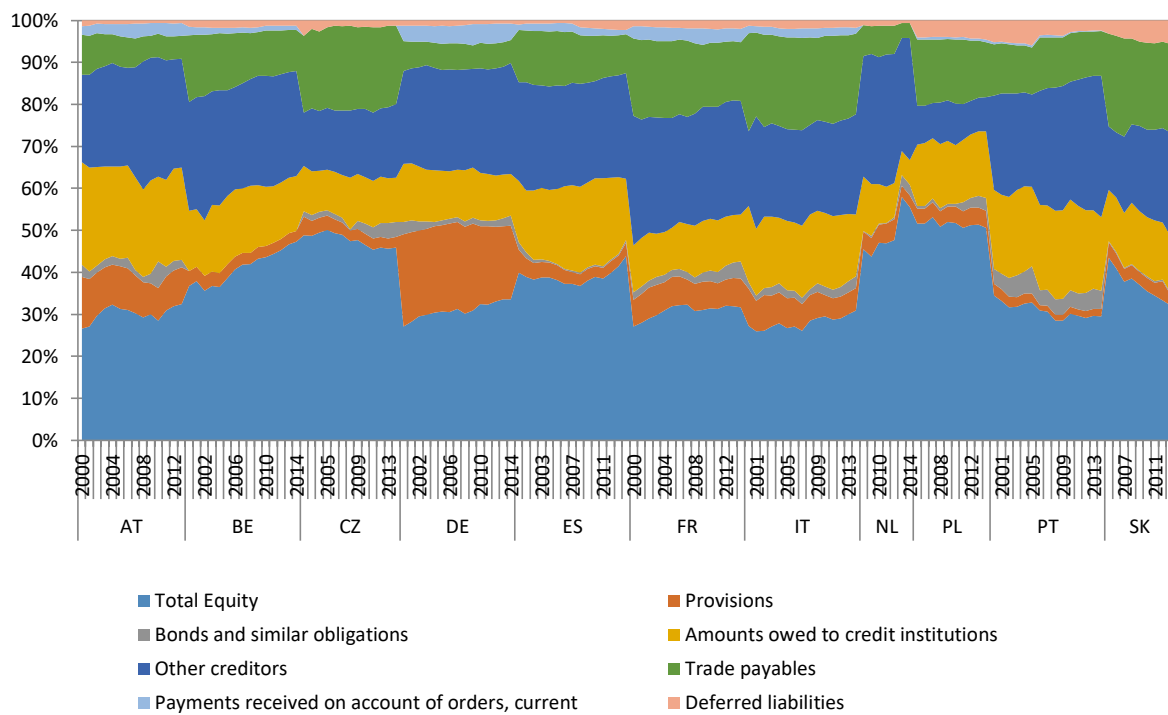 100%
90%
80%
70%
60%
50%
40%
30%
20%
10%
0%
2000 2004 2008 2012 2002 2006 2010 2014 2001 2005 2009 2013 2002 2006 2010 2014 2003 2007 2011 2000 2004 2008 2012 2001 2005 2009 2013 2010 2014 2008 2012 2001 2005 2009 2013 2007 2011
AT BE CZ DE ES FR IT NL PL PT SK
Total Equity Provisions
Bonds and similar obligations Amounts owed to credit institutions
Other creditors Trade payables
Payments received on account of orders, current Deferred liabilities